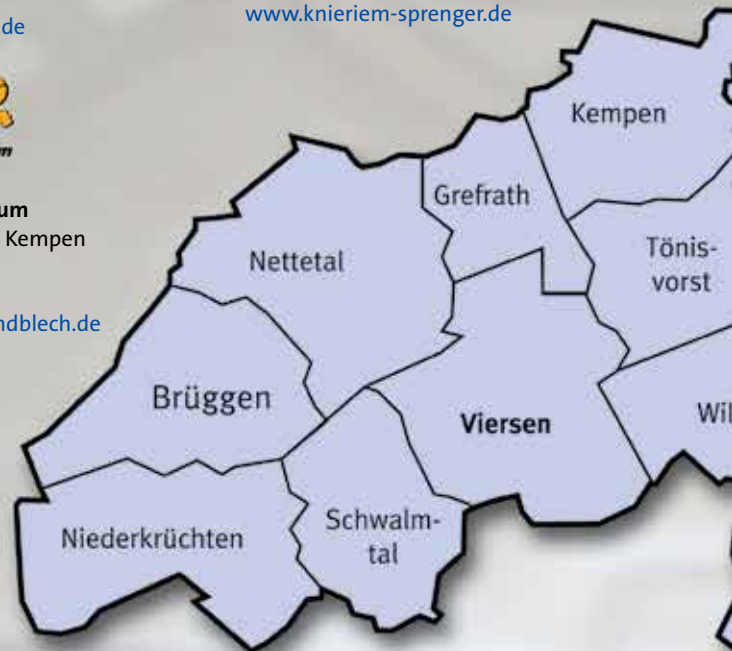 www.knieriem-sprenger.de
de
um
Kempen
ndblech.de
Kempen
Grefrath
Tönis-
vorst
Nettetal
Brüggen
Viersen
Wil
Niederkrüchten
Schwalm-
tal